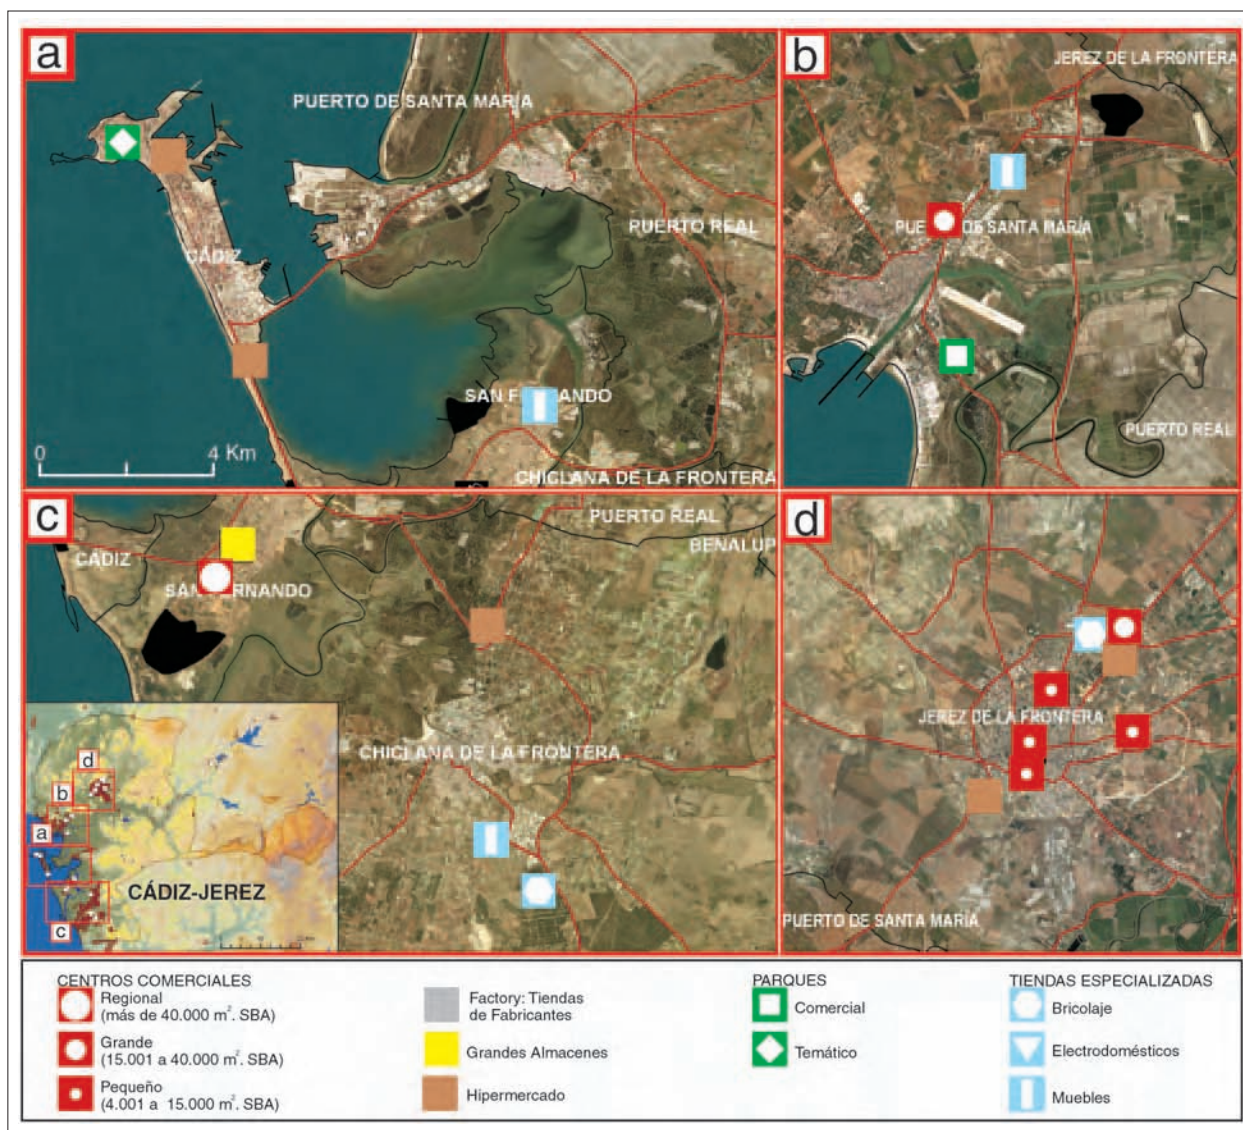 a
PUERTO DE SANTA MARÍA
PUERTO REAL
CÁDIZ
SAN F ANDO
CHICLANA DE LA FRONTERA
0 4 Km
b
JEREZ DE LA FRONTERA
PUE DE SANTA MARÍA
PUERTO REAL
c
PUERTO REAL
BENALUP
CÁDIZ
SAN RNANDO
CHICLANA DE LA FRONTERA
d
b
a
CÁDIZ-JEREZ
c
d
JEREZ DE LA FRONTERA
PUERTO DE SANTA MARÍA
CENTROS COMERCIALES
Regional
(más de 40.000 m². SBA)
Grande
(15.001 a 40.000 m². SBA)
Pequeño
(4.001 a 15.000 m². SBA)
Factory: Tiendas
de Fabricantes
Grandes Almacenes
Hipermercado
PARQUES
Comercial
Temático
TIENDAS ESPECIALIZADAS
Bricolaje
Electrodomésticos
Muebles